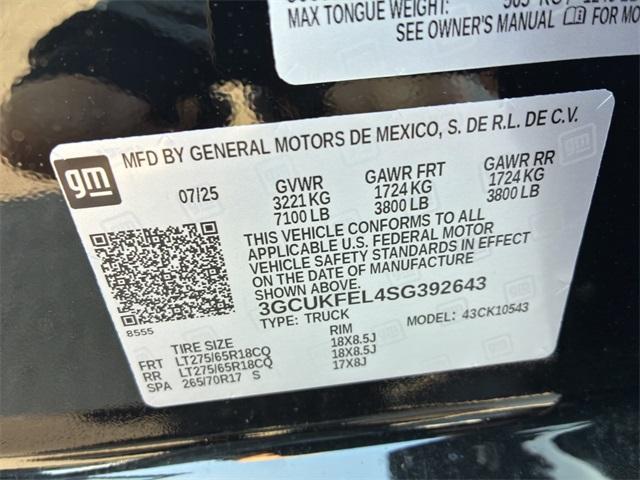 MAX TONGUE WEIGHT:
SEE OWNER'S MANUAL FOR MO
MFD BY GENERAL MOTORS DE MEXICO, S. DE R.L. DE C.V.
gm
07/25
GVWR GAWR FRT GAWR RR
3221 KG 1724 KG 1724 KG
7100 LB 3800 LB 3800 LB
THIS VEHICLE CONFORMS TO ALL
APPLICABLE U.S. FEDERAL MOTOR
VEHICLE SAFETY STANDARDS IN EFFECT
ON THE DATE OF MANUFACTURE
SHOWN ABOVE.
3GCUKFEL4SG392643
TYPE: TRUCK MODEL: 43CK10543
8555
TIRE SIZE RIM
FRT LT275/65R18CQ 18X8.5J
RR LT275/65R18CQ 18X8.5J
SPA 265/70R17 S 17X8J